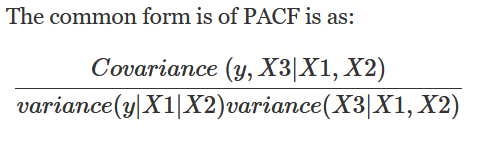 The common form is of PACF is as:
Covariance (y, X3|X1, X2)
variance(y|X1|X2)variance(X3|X1, X2)